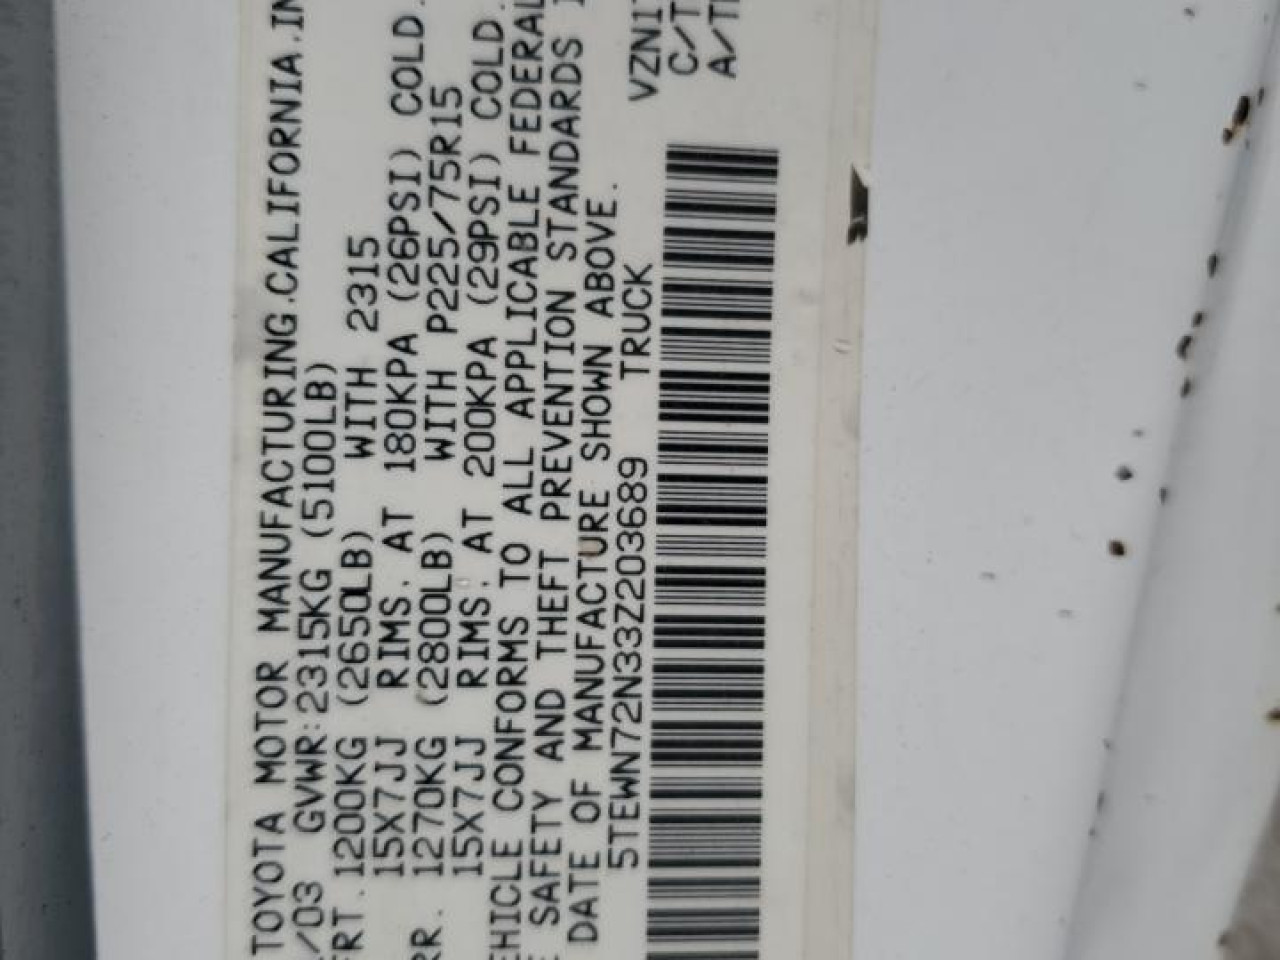 TOYOTA MOTOR MANUFACTURING.CALIFORNIA.IN
/03 GVWR:2315KG (5100LB)
FRT. 1200KG (2650LB) WITH 2315
15X7JJ RIMS. AT 180KPA (26PSI) COLD.
RR. 1270KG (2800LB) WITH P225/75R15
15X7JJ RIMS. AT 200KPA (29PSI) COLD.
EHICLE CONFORMS TO ALL APPLICABLE FEDERAL
SAFETY AND THEFT PREVENTION STANDARDS I
DATE OF MANUFACTURE SHOWN ABOVE.
5TEWN72N33Z203689 TRUCK
VZN1
C/T
A/T